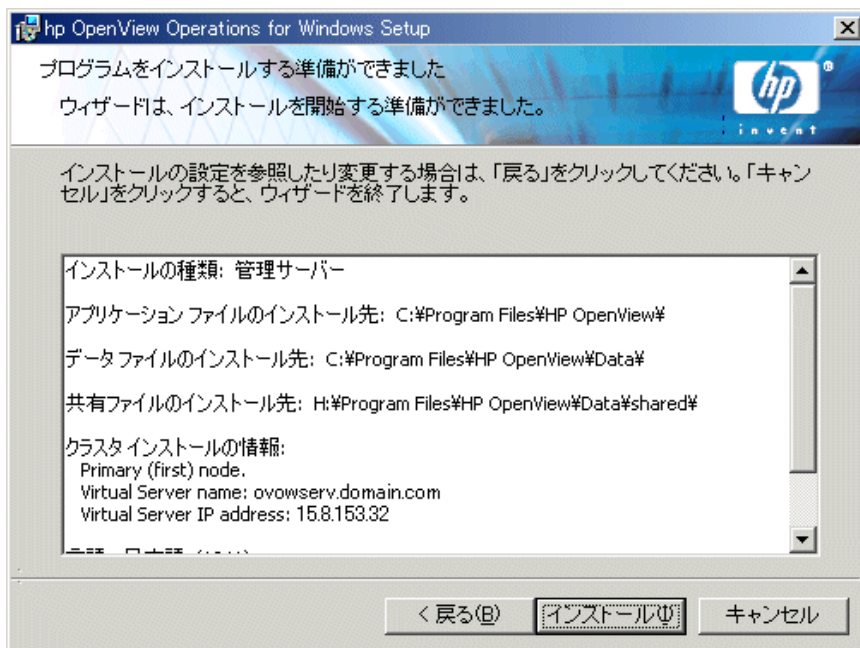 hp OpenView Operations for Windows Setup
プログラムをインストールする準備ができました
ウィザードは、インストールを開始する準備ができました。
hp
®
invent
インストールの設定を参照したり変更する場合は、「戻る」をクリックしてください。「キャン
セル」をクリックすると、ウィザードを終了します。
インストールの種類: 管理サーバー
アプリケーション ファイルのインストール先: C:¥Program Files¥HP OpenView¥
データ ファイルのインストール先: C:¥Program Files¥HP OpenView¥Data¥
共有ファイルのインストール先: H:¥Program Files¥HP OpenView¥Data¥shared¥
クラスタ インストールの情報:
Primary (first) node.
Virtual Server name: ovowserv.domain.com
Virtual Server IP address: 15.8.153.32
< 戻る(B)
インストール(I)
キャンセル